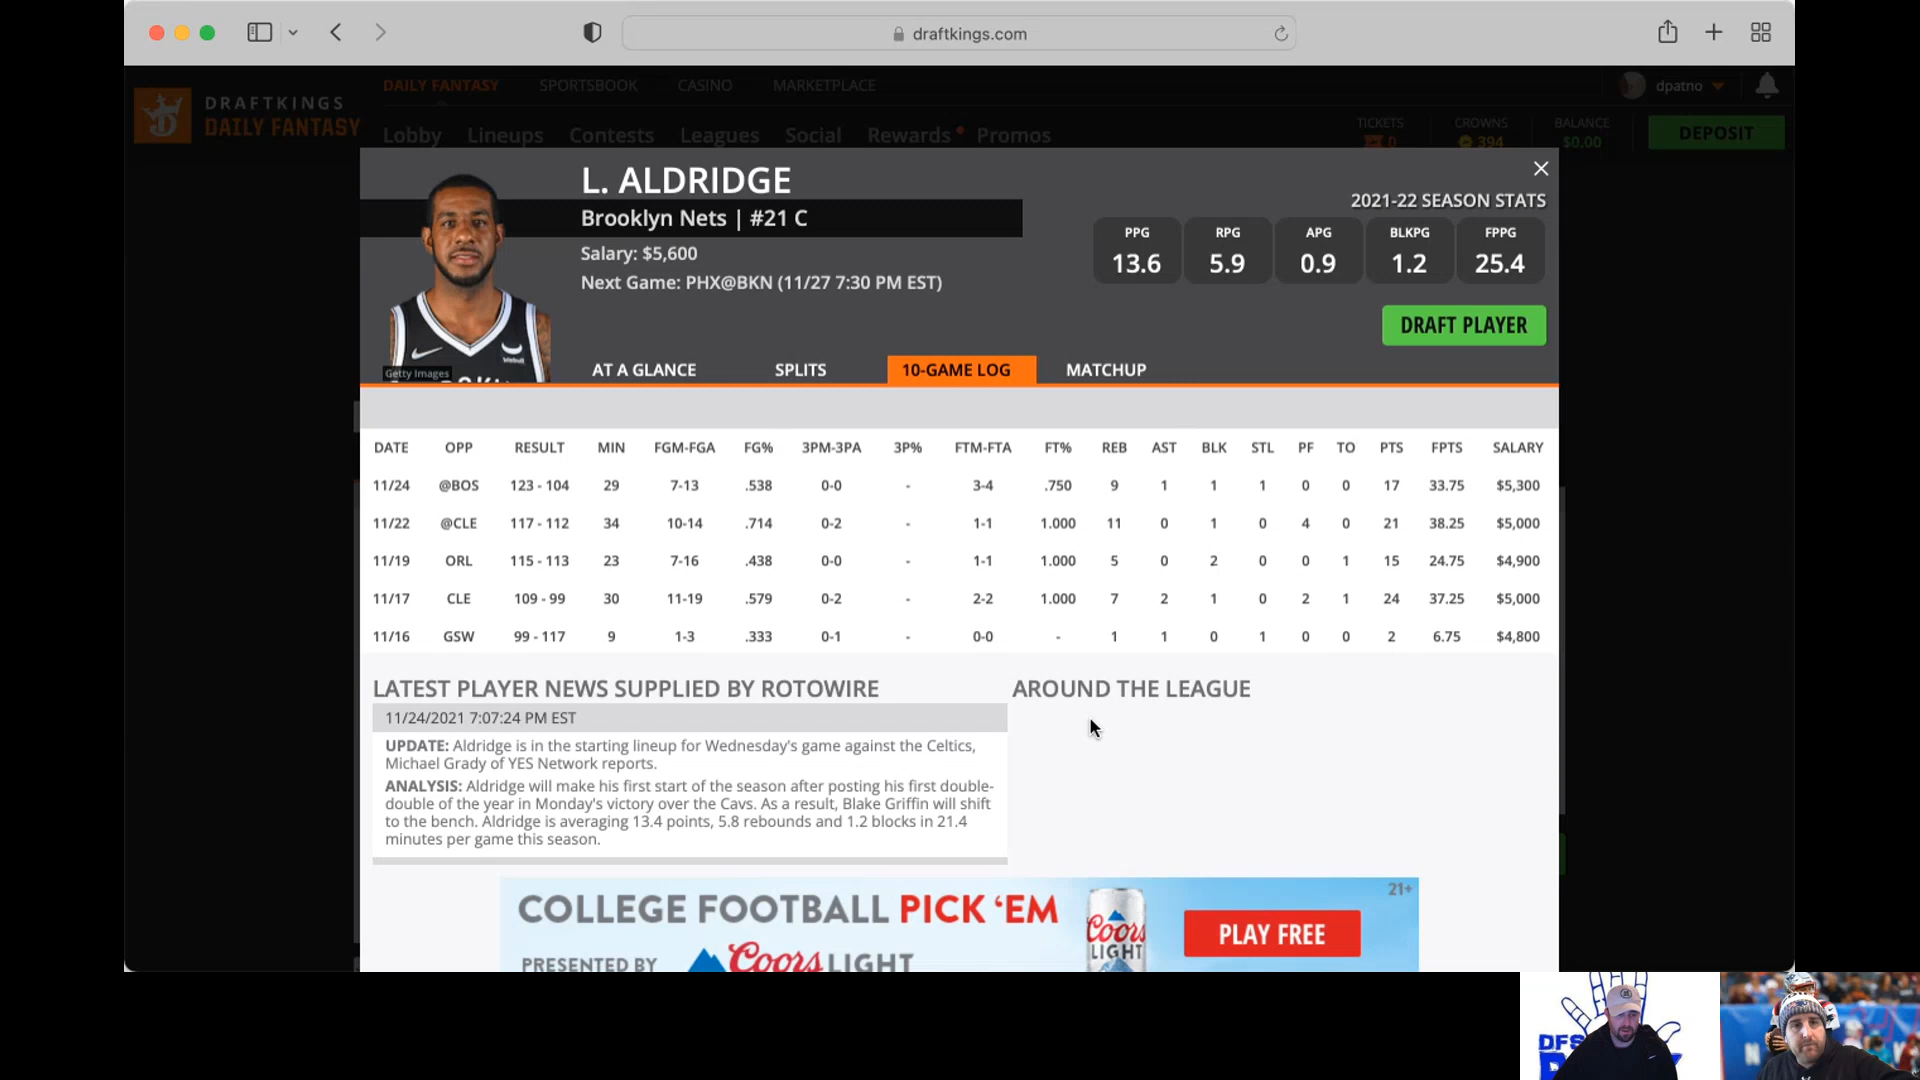 draftkings.com
DAILY FANTASY SPORTSBOOK CASINO MARKETPLACE
dpatno
DRAFTKINGS
DAILY FANTASY
Lobby Lineups Contests Leagues Social Rewards Promos
TICKETS CROWNS BALANCE
0 394 $0.00
DEPOSIT
L. ALDRIDGE
Brooklyn Nets | #21 C
Salary: $5,600
Next Game: PHX@BKN (11/27 7:30 PM EST)
Getty Images
2021-22 SEASON STATS
PPG RPG APG BLKPG FPPG
13.6 5.9 0.9 1.2 25.4
DRAFT PLAYER
AT A GLANCE SPLITS 10-GAME LOG MATCHUP
DATE OPP RESULT MIN FGM-FGA FG% 3PM-3PA 3P% FTM-FTA FT% REB AST BLK STL PF TO PTS FPTS SALARY
11/24 @BOS 123 - 104 29 7-13 .538 0-0 - 3-4 .750 9 1 1 1 0 0 17 33.75 $5,300
11/22 @CLE 117 - 112 34 10-14 .714 0-2 - 1-1 1.000 11 0 1 0 4 0 21 38.25 $5,000
11/19 ORL 115 - 113 23 7-16 .438 0-0 - 1-1 1.000 5 0 2 0 0 1 15 24.75 $4,900
11/17 CLE 109 - 99 30 11-19 .579 0-2 - 2-2 1.000 7 2 1 0 2 1 24 37.25 $5,000
11/16 GSW 99 - 117 9 1-3 .333 0-1 - 0-0 - 1 1 0 1 0 0 2 6.75 $4,800
LATEST PLAYER NEWS SUPPLIED BY ROTOWIRE
11/24/2021 7:07:24 PM EST
UPDATE: Aldridge is in the starting lineup for Wednesday's game against the Celtics,
Michael Grady of YES Network reports.
ANALYSIS: Aldridge will make his first start of the season after posting his first double-
double of the year in Monday's victory over the Cavs. As a result, Blake Griffin will shift
to the bench. Aldridge is averaging 13.4 points, 5.8 rebounds and 1.2 blocks in 21.4
minutes per game this season.
AROUND THE LEAGUE
COLLEGE FOOTBALL PICK 'EM
PRESENTED BY Coors LIGHT
Coors
LIGHT
PLAY FREE
21+
DFS